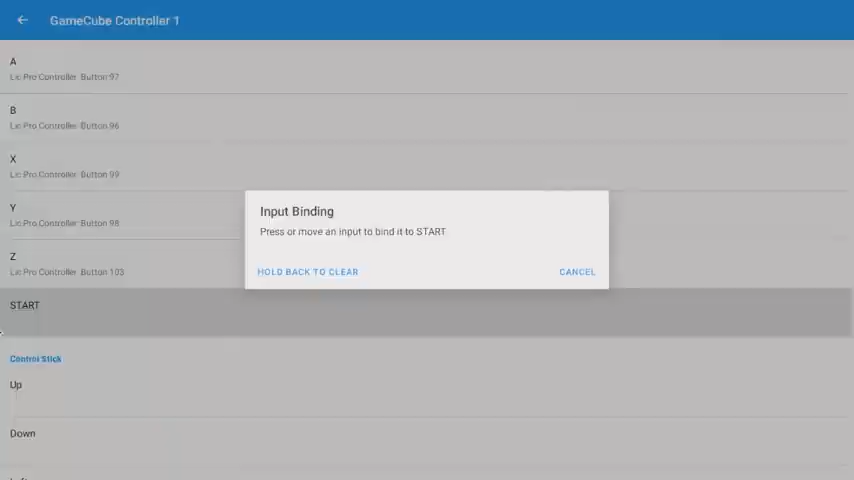 GameCube Controller 1
A
Lic Pro Controller Button 97
B
Lic Pro Controller Button 96
X
Lic Pro Controller Button 99
Y
Lic Pro Controller Button 98
Z
Lic Pro Controller Button 103
START
Control Stick
Up
Down
Input Binding
Press or move an input to bind it to START
HOLD BACK TO CLEAR
CANCEL